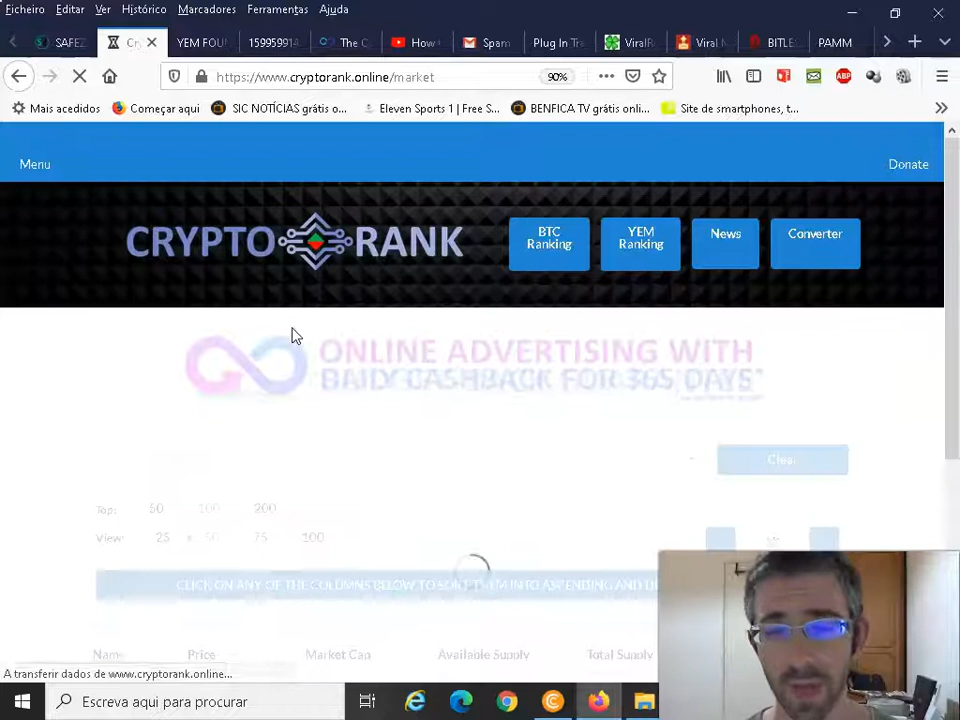 Ficheiro Editar Ver Histórico Marcadores Ferramentas Ajuda
SAFEZ Cr YEM FOU 15995991 The C How Spam Plug In Tra ViralR Viral M BITLE PAMM
https://www.cryptorank.online/market 90% ABP
Mais acedidos Começar aqui SIC NOTÍCIAS grátis o... Eleven Sports 1 | Free S... BENFICA TV grátis onli... Site de smartphones, t...
Menu Donate
CRYPTO RANK
BTC Ranking
YEM Ranking
News
Converter
ONLINE ADVERTISING WITH
DAILY CASHBACK FOR 365 DAYS*
Clear
Top: 50 100 200
View: 25 50 75 100
CLICK ON ANY OF THE COLUMNS BELOW TO SORT THEM INTO ASCENDING AND
Name Price Market Cap Available Supply Total Supply
A transferir dados de www.cryptorank.online...
Escreva aqui para procurar